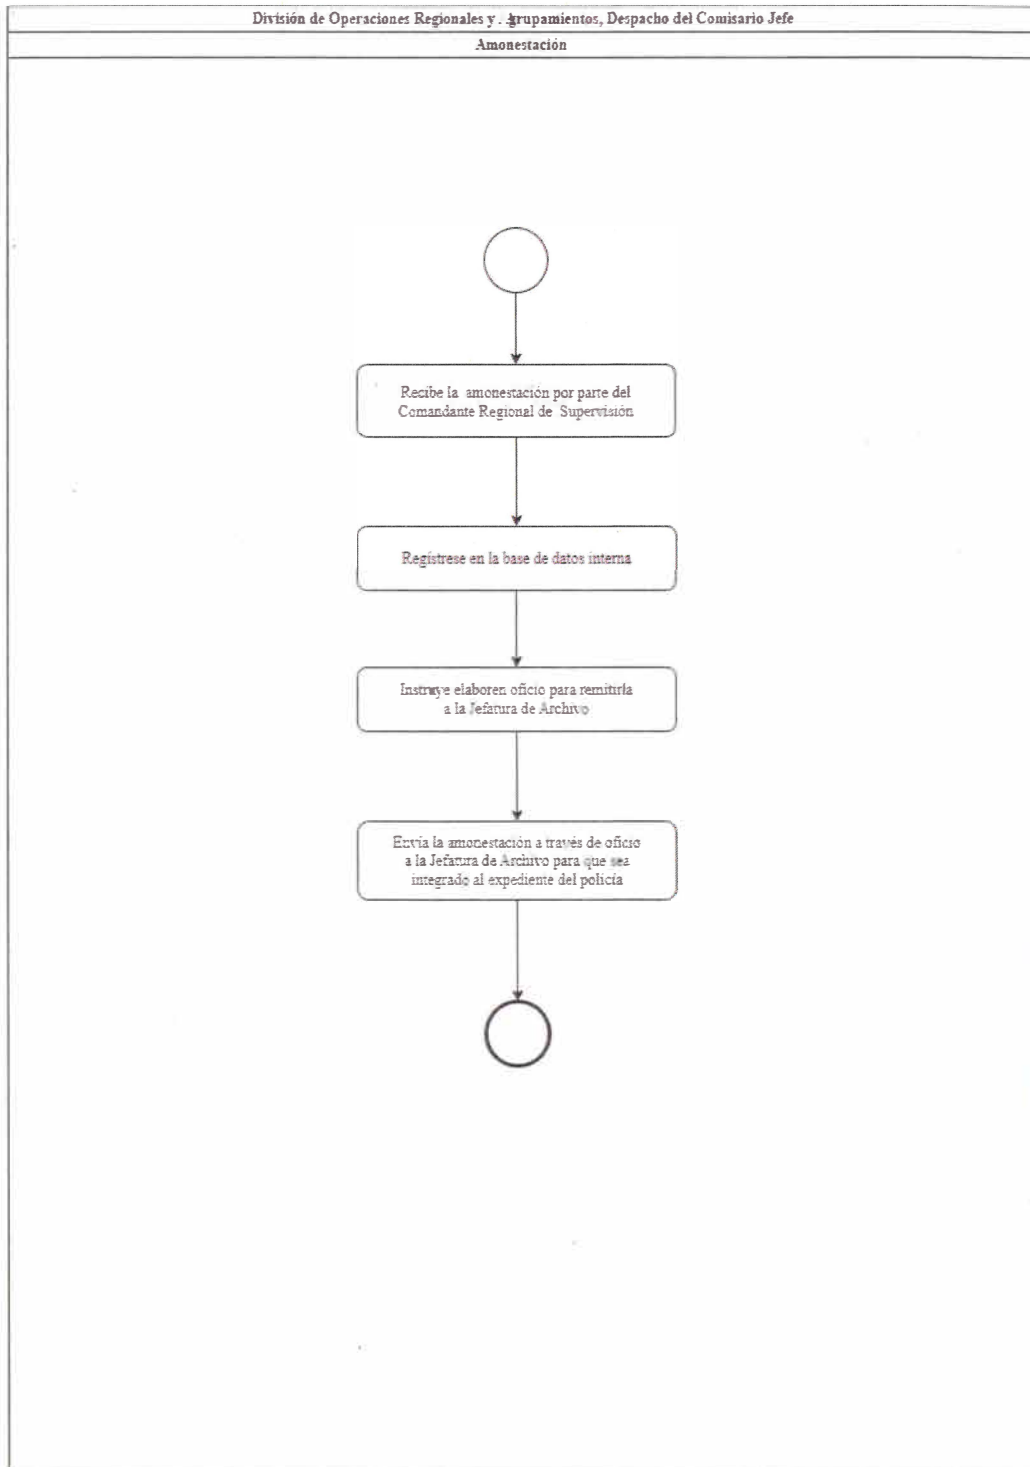 División de Operaciones Regionales y . Agrupamientos, Despacho del Comisario Jefe
Amonestación
Recibe la amonestación por parte del
Comandante Regional de Supervisión
Regístrese en la base de datos interna
Instruye elaboren oficio para remitirla
a la Jefatura de Archivo
Envía la amonestación a través de oficio
a la Jefatura de Archivo para que sea
integrado al expediente del policía